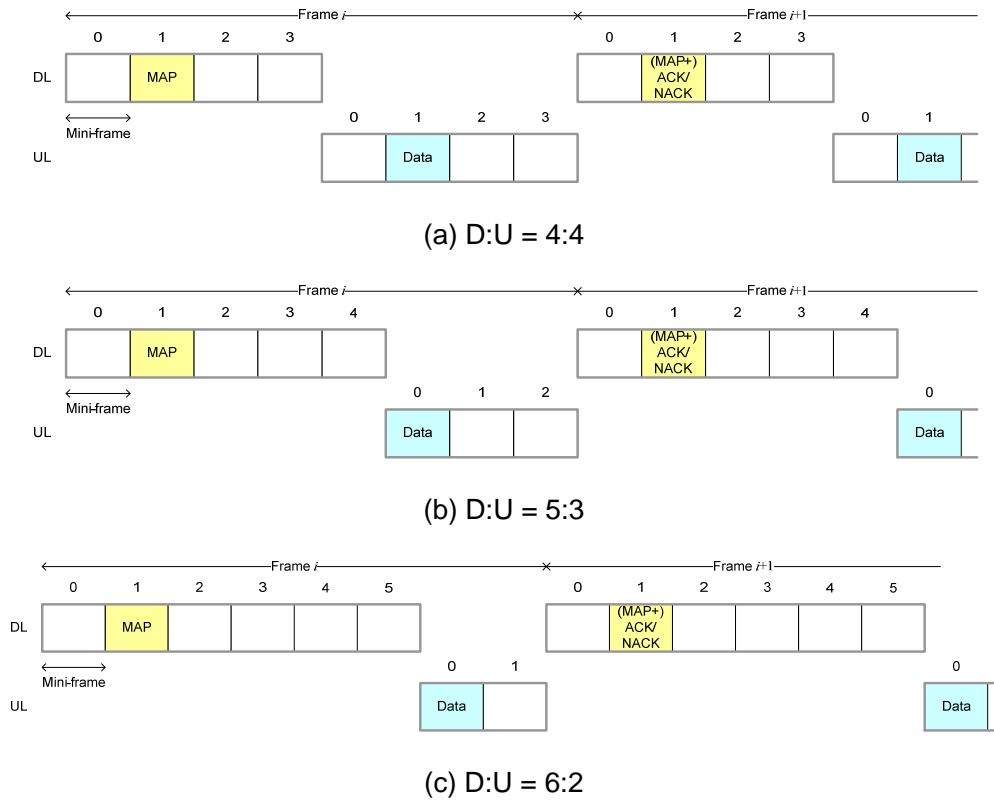 Frame i Frame i+1
0 1 2 3 0 1 2 3
DL MAP (MAP+) ACK/ NACK
Mini-frame
0 1 2 3 0 1
UL Data Data
(a) D:U = 4:4
Frame i Frame i+1
0 1 2 3 4 0 1 2 3 4
DL MAP (MAP+) ACK/ NACK
Mini-frame
0 1 2 0
UL Data Data
(b) D:U = 5:3
Frame i Frame i+1
0 1 2 3 4 5 0 1 2 3 4 5
DL MAP (MAP+) ACK/ NACK
Mini-frame
0 1 0
UL Data Data
(c) D:U = 6:2